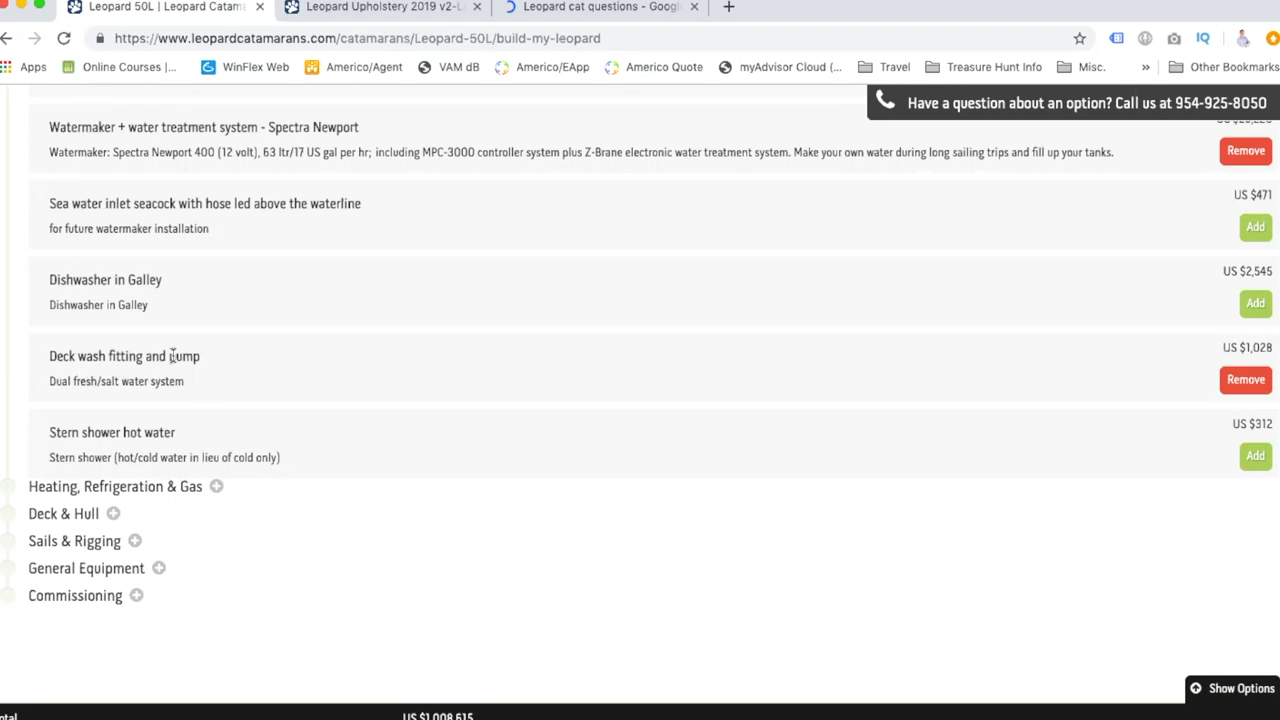 Leopard 50L | Leopard Catam
Leopard Upholstery 2019 v2-L
Leopard cat questions - Google
https://www.leopardcatamarans.com/catamarans/Leopard-50L/build-my-leopard
Apps
Online Courses |...
WinFlex Web
Americo/Agent
VAM dB
Americo/EApp
Americo Quote
myAdvisor Cloud (...
Travel
Treasure Hunt Info
Misc.
»
Other Bookmarks
Have a question about an option? Call us at 954-925-8050
Watermaker + water treatment system - Spectra Newport
Watermaker: Spectra Newport 400 (12 volt), 63 ltr/17 US gal per hr; including MPC-3000 controller system plus Z-Brane electronic water treatment system. Make your own water during long sailing trips and fill up your tanks.
Remove
Sea water inlet seacock with hose led above the waterline
US $471
for future watermaker installation
Add
Dishwasher in Galley
US $2,545
Dishwasher in Galley
Add
Deck wash fitting and pump
US $1,028
Dual fresh/salt water system
Remove
Stern shower hot water
US $312
Stern shower (hot/cold water in lieu of cold only)
Add
Heating, Refrigeration & Gas
Deck & Hull
Sails & Rigging
General Equipment
Commissioning
Show Options
US $1,008,615